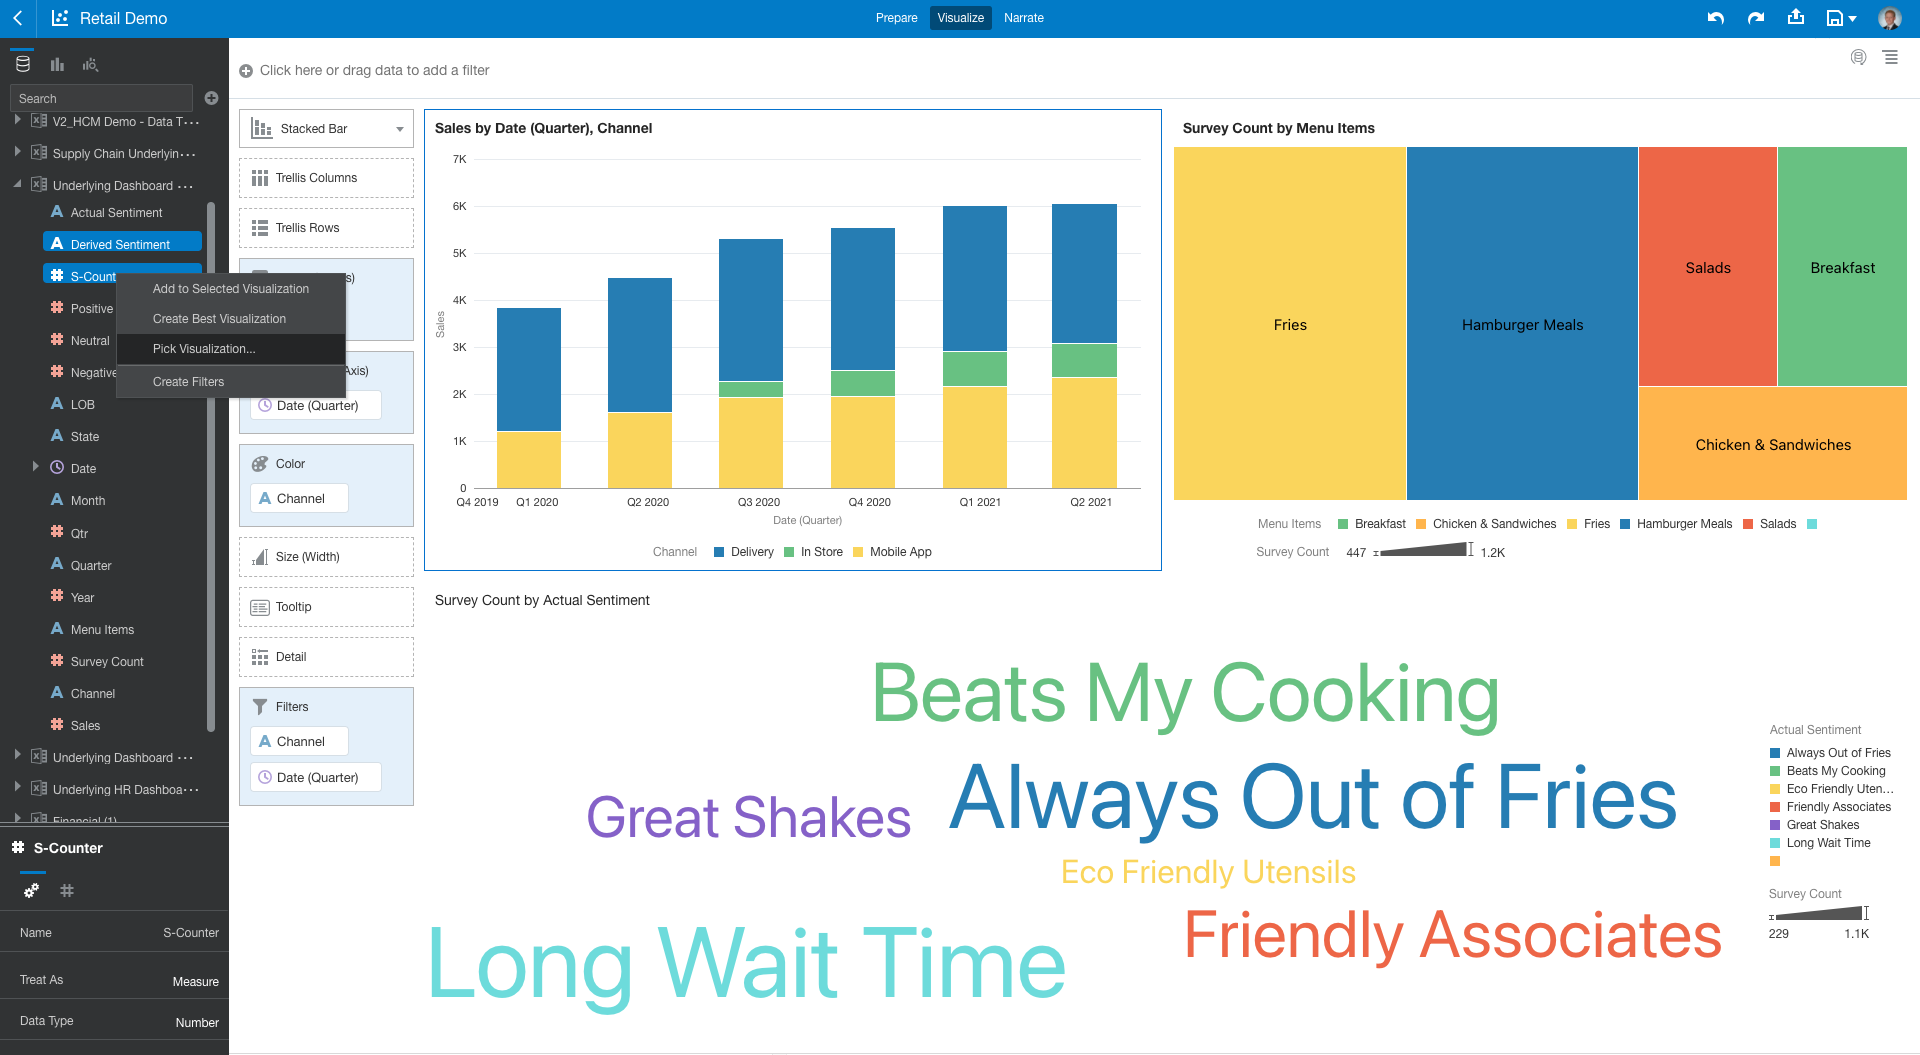 Retail Demo
Prepare
Visualize
Narrate
Search
V2_HCM Demo - Data T...
Supply Chain Underlyin...
Underlying Dashboard ...
Actual Sentiment
Derived Sentiment
S-Count
Positive
Neutral
Negative
LOB
State
Date
Month
Qtr
Quarter
Year
Menu Items
Survey Count
Channel
Sales
Underlying Dashboard ...
Underlying HR Dashboa...
Financial (1)
Add to Selected Visualization
Create Best Visualization
Pick Visualization...
Create Filters
S-Counter
Name S-Counter
Treat As Measure
Data Type Number
Click here or drag data to add a filter
Stacked Bar
Trellis Columns
Trellis Rows
s)
Axis)
Date (Quarter)
Color
Channel
Size (Width)
Tooltip
Detail
Filters
Channel
Date (Quarter)
Sales by Date (Quarter), Channel
7K
6K
5K
4K
3K
2K
1K
0
Sales
Q4 2019 Q1 2020 Q2 2020 Q3 2020 Q4 2020 Q1 2021 Q2 2021
Date (Quarter)
Channel Delivery In Store Mobile App
Survey Count by Menu Items
Fries
Hamburger Meals
Salads
Breakfast
Chicken & Sandwiches
Menu Items Breakfast Chicken & Sandwiches Fries Hamburger Meals Salads
Survey Count 447 1.2K
Survey Count by Actual Sentiment
Beats My Cooking
Always Out of Fries
Great Shakes
Eco Friendly Utensils
Friendly Associates
Long Wait Time
Actual Sentiment
Always Out of Fries
Beats My Cooking
Eco Friendly Uten...
Friendly Associates
Great Shakes
Long Wait Time
Survey Count
229 1.1K